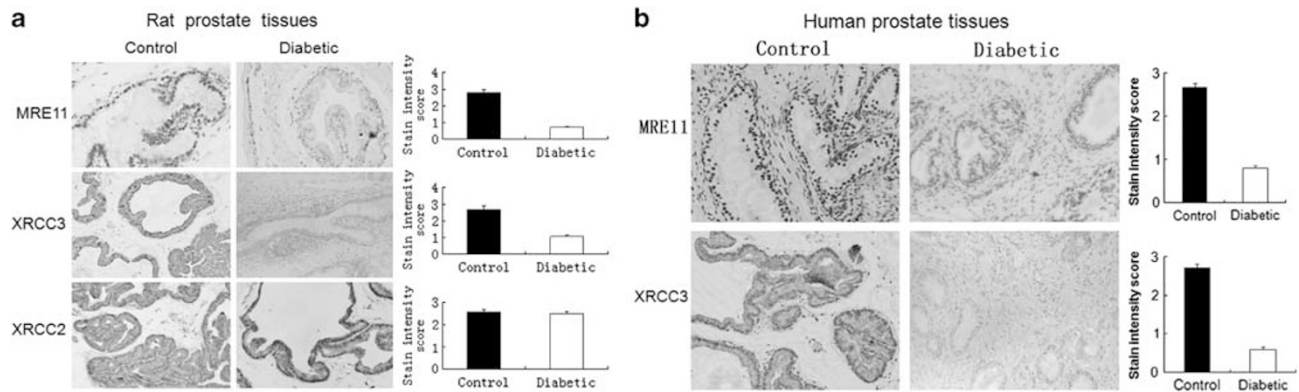 a
Rat prostate tissues
Control Diabetic
MRE11
Stain intensity score
4
3
2
1
0
Control Diabetic
XRCC3
Stain intensity score
4
3
2
1
0
Control Diabetic
XRCC2
Stain intensity score
3
2
1
0
Control Diabetic
b
Human prostate tissues
Control Diabetic
MRE11
Stain intensity score
3
2
1
0
Control Diabetic
XRCC3
Stain intensity score
3
2
1
0
Control Diabetic